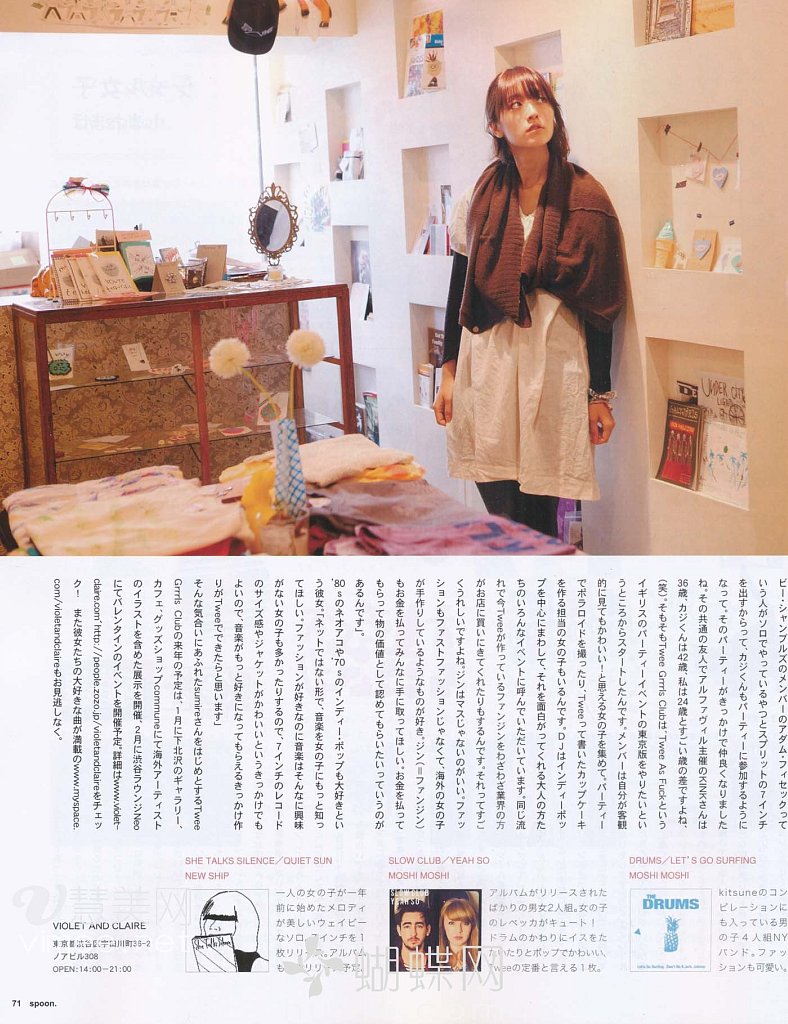 UNDER CITY
LIGHTS
ビー・シャンブルズのメンバーのアダム・フィセックって
いう人がソロでやっているやつとスプリットの7インチ
を出すからって、カジくんもパーティーに参加するように
なって。そのパーティーがきっかけで仲良くなりました
ね。その共通の友人でアルファヴィル主催のKINKさんは
36歳、カジくんは42歳、私は24歳とすごい歳の差ですよね。
(笑)。そもそもTwee Grrrls Clubは“Twee As Fuck”という
イギリスのパーティーイベントの東京版をやりたいとい
うところからスタートしたんです。メンバーは自分が客観
的に見てもかわいい!と思える女の子を集めて。パーティー
でポラロイドを撮ったり、“Twee”って書いたカップケーキ
を作る担当の女の子もいるんです。DJはインディーポッ
プを中心にまわして、それを面白がってくれる大人の方た
ちのいろんなイベントに呼んでいただいています。同じ流
れで今“Twee”が作っているファンジンをわざわざ業界の方
がお店に買いにきてくれたりもするんです。それってすご
くうれしいですよね。ジンはマスじゃないのがいい。ファッ
ションもファストファッションじゃなくて、海外の女の子
が手作りしているようなものが好き。ジン(=ファンジン)
もお金を払ってみんなに手に取ってほしい。お金を払って
もらって物の価値として認めてもらいたいっていうのが
あるんです」。
’80sのネオアコや’70sのインディー・ポップも大好きとい
う彼女。「ネットではない形で、音楽を女の子にもっと知っ
てほしい。ファッションが好きなのに音楽はそんなに興味
がない女の子も多かったりするので、7インチのレコード
のサイズ感やジャケットがかわいいというきっかけでも
よいので、音楽がもっと好きになってもらえるきっかけ作
りが“Twee”でできたらと思います」
そんな気合いにあふれたsumireさんをはじめとするTwee
Grrrls Clubの来年の予定は、1月に下北沢のギャラリー、
カフェ、グッズショップcommuneにて海外アーティスト
のイラストを含めた展示を開催。2月に渋谷ラウンジNeo
にてバレンタインのイベントを開催予定。詳細はwww.violet-
claire.com、http://people.zozo.jp/violetandclaireをチェッ
ク! また彼女たちの大好きな曲が満載のwww.myspace.
com/violetandclaireもお見逃しなく。
VIOLET AND CLAIRE
東京都渋谷区宇田川町36-2
ノアビル308
OPEN:14:00−21:00
SHE TALKS SILENCE／QUIET SUN
NEW SHIP
一人の女の子が一年
前に始めたメロディ
が美しいウェイビー
なソロ。7インチを1
枚リリース。アルバム
SLOW CLUB／YEAH SO
MOSHI MOSHI
SLOW CLUB
YEAH SO
アルバムがリリースされた
ばかりの男女2人組。女の子
のレベッカがキュート!
ドラムのかわりにイスをた
たいたりとポップでかわいい、
Tweeの定番と言える1枚。
DRUMS／LET'S GO SURFING
MOSHI MOSHI
THE
DRUMS
kitsuneのコン
ピレーションに
も入っている男
の子4人組NY
バンド。ファッ
ションも可愛い。
蝴蝶网
71 spoon.